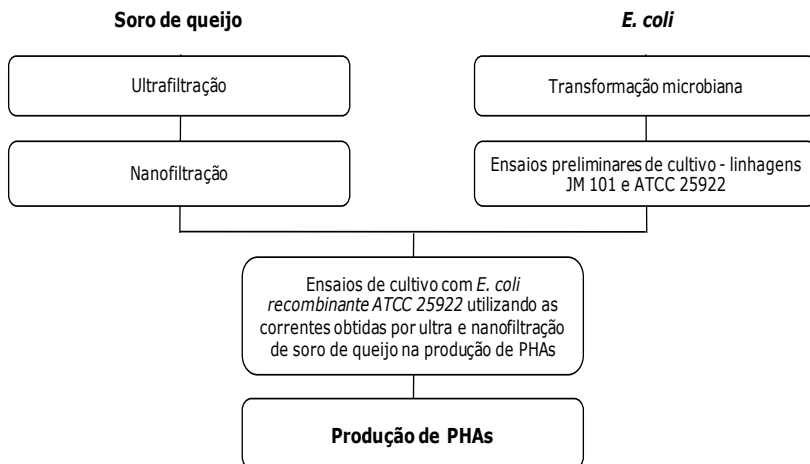 Soro de queijo
E. coli
Ultrafiltração
Transformação microbiana
Nanofiltração
Ensaios preliminares de cultivo - linhagens
JM 101 e ATCC 25922
Ensaios de cultivo com E. coli
recombinante ATCC 25922 utilizando as
correntes obtidas por ultra e nanofiltração
de soro de queijo na produção de PHAs
Produção de PHAs